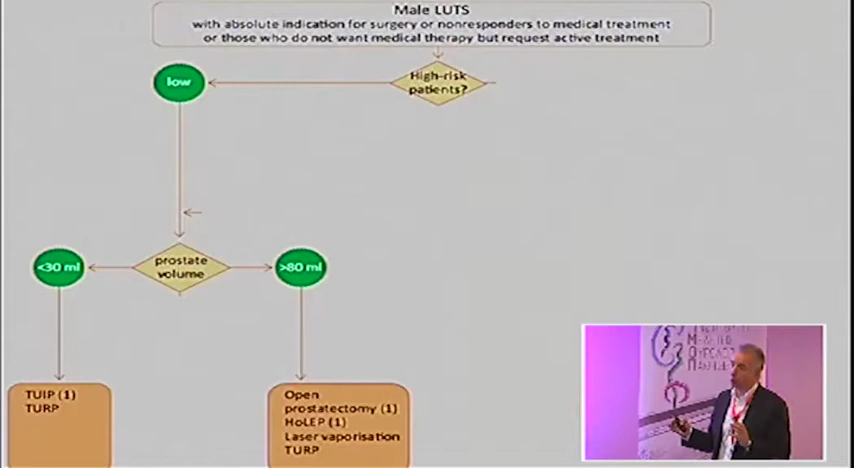 Male LUTS
with absolute indication for surgery or nonresponders to medical treatment
or those who do not want medical therapy but request active treatment
low
High-risk
patients?
<30 ml
prostate
volume
>80 ml
TUIP (1)
TURP
Open
prostatectomy (1)
HoLEP (1)
Laser vaporisation
TURP